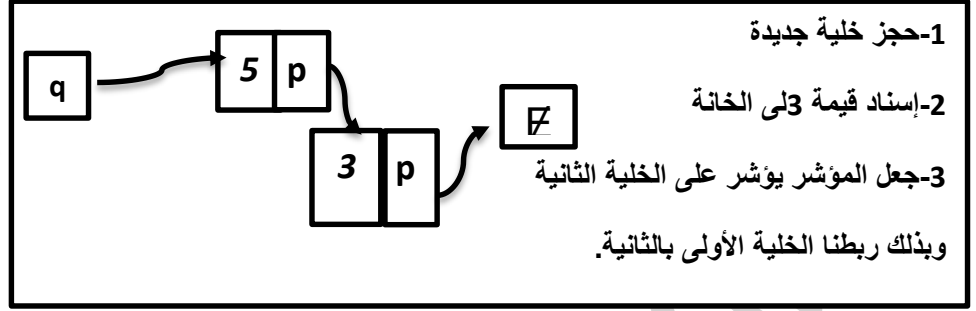 1-حجز خلية جديدة
2-إسناد قيمة 3لى الخانة
3-جعل المؤشر يؤشر على الخلية الثانية
وبذلك ربطنا الخلية الأولى بالثانية.
q
5 p
3 p